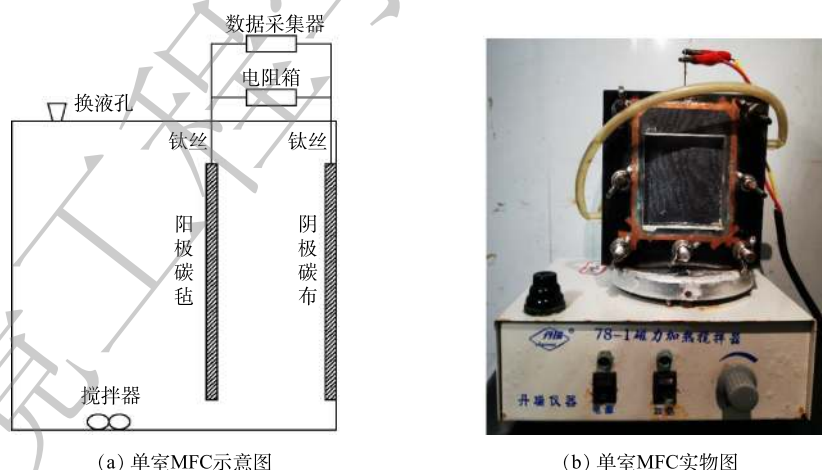 数据采集器
电阻箱
换液孔
钛丝
钛丝
阳极碳毡
阴极碳布
搅拌器
(a) 单室MFC示意图
78-1磁力加热搅拌器
丹瑞仪器
(b) 单室MFC实物图